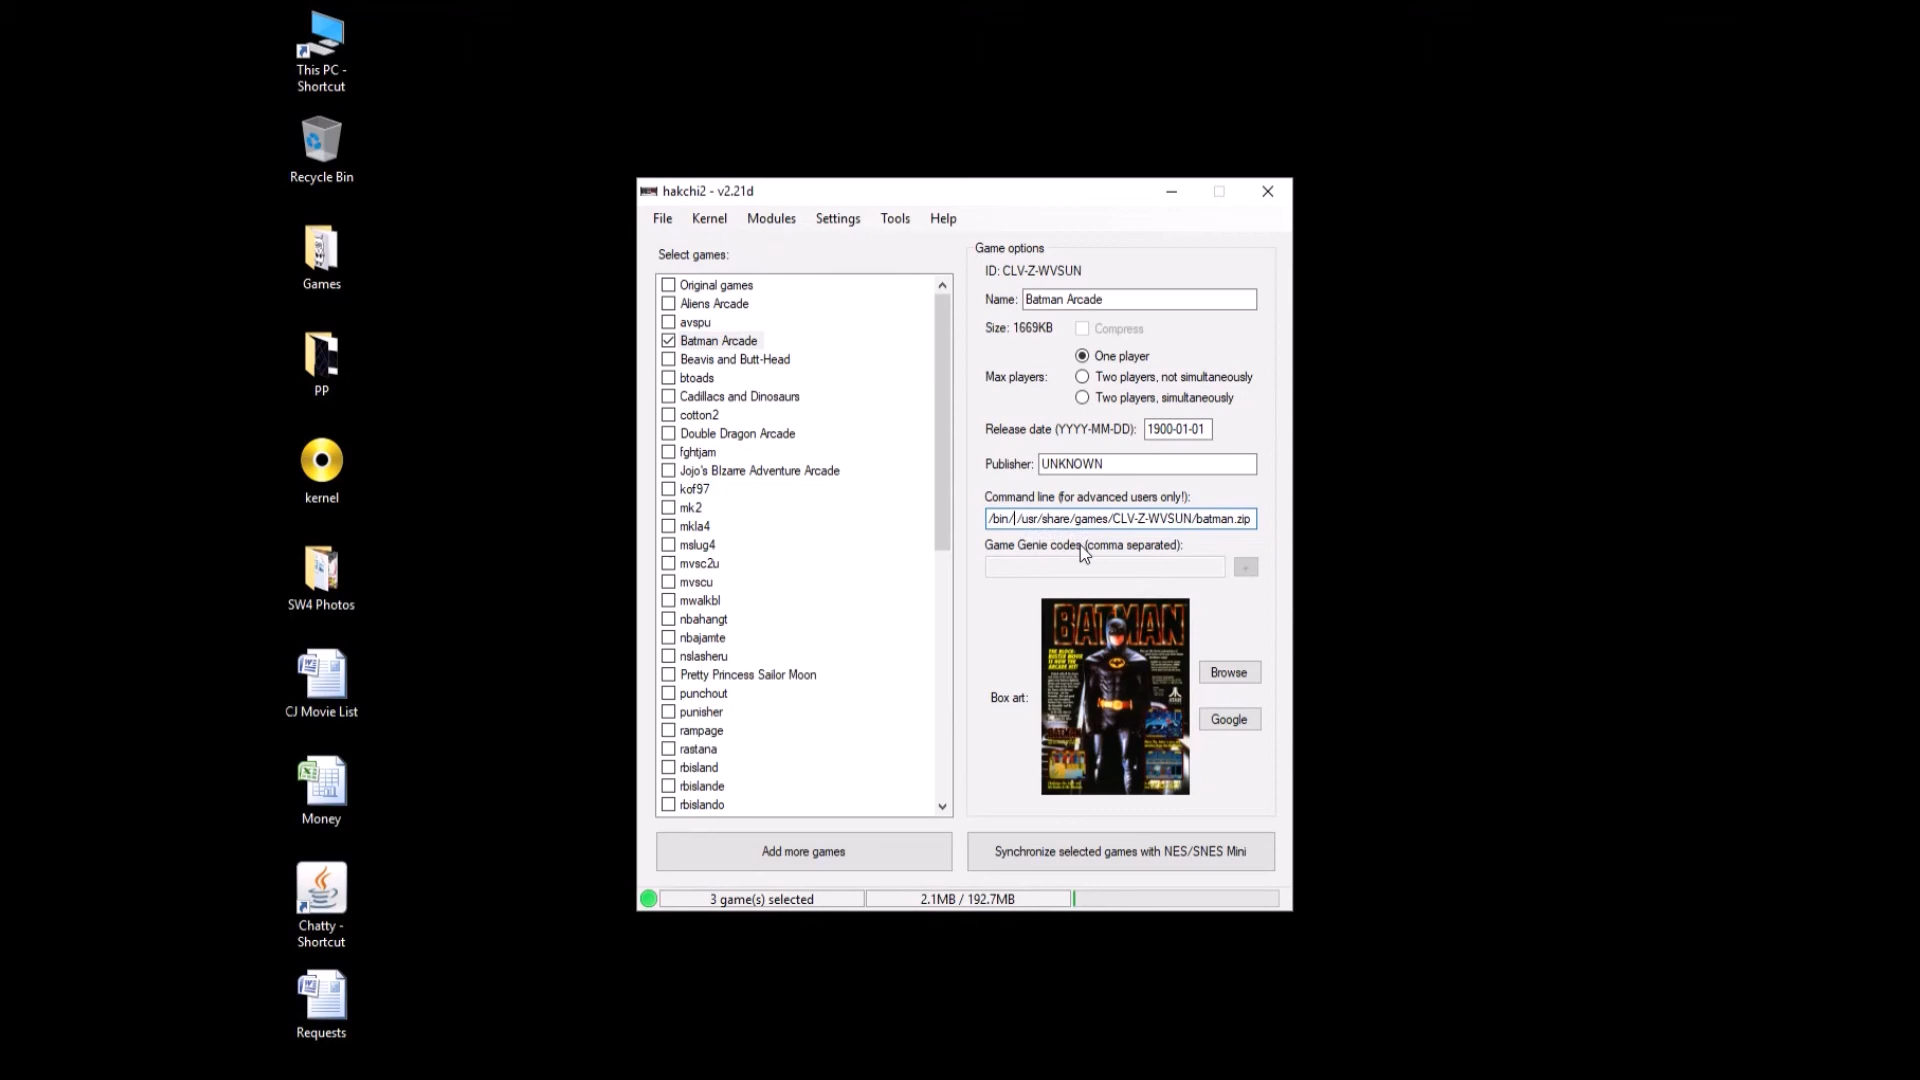 This PC -
Shortcut
Recycle Bin
Games
PP
kernel
SW4 Photos
CJ Movie List
Money
Chatty -
Shortcut
Requests
hakchi2 - v2.21d
File Kernel Modules Settings Tools Help
Select games:
Original games
Aliens Arcade
avspu
Batman Arcade
Beavis and Butt-Head
btoads
Cadillacs and Dinosaurs
cotton2
Double Dragon Arcade
fghtjam
Jojo's BIzarre Adventure Arcade
kof97
mk2
mkla4
mslug4
mvsc2u
mvscu
mwalkbl
nbahangt
nbajamte
nslasheru
Pretty Princess Sailor Moon
punchout
punisher
rampage
rastana
rbisland
rbislande
rbislando
Add more games
Game options
ID: CLV-Z-WVSUN
Name: Batman Arcade
Size: 1669KB Compress
Max players:
One player
Two players, not simultaneously
Two players, simultaneously
Release date (YYYY-MM-DD): 1900-01-01
Publisher: UNKNOWN
Command line (for advanced users only!):
/bin/ /usr/share/games/CLV-Z-WVSUN/batman.zip
Game Genie codes (comma separated):
+
Box art:
BATMAN
Browse
Google
Synchronize selected games with NES/SNES Mini
3 game(s) selected
2.1MB / 192.7MB